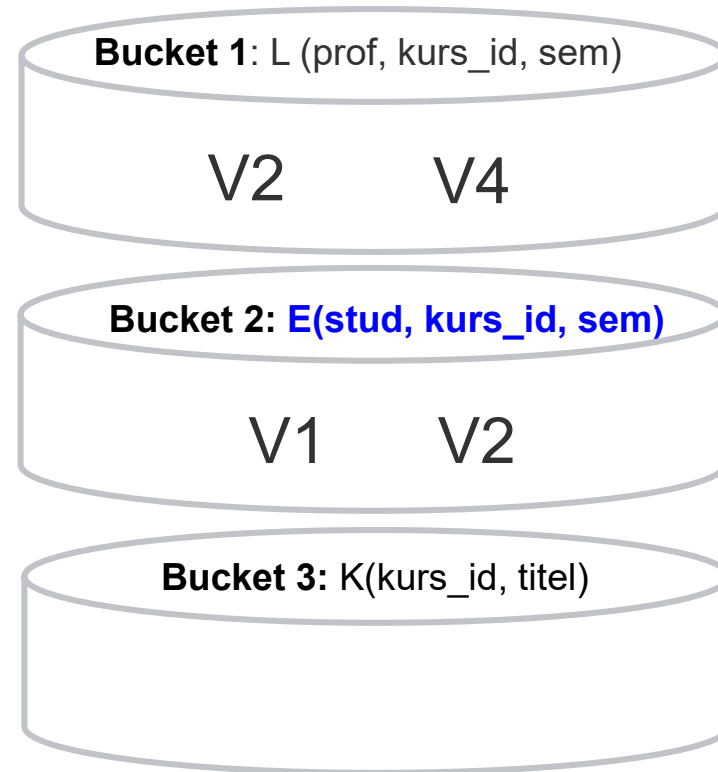 Bucket 1: L (prof, kurs_id, sem)
V2 V4
Bucket 2: E(stud, kurs_id, sem)
V1 V2
Bucket 3: K(kurs_id, titel)